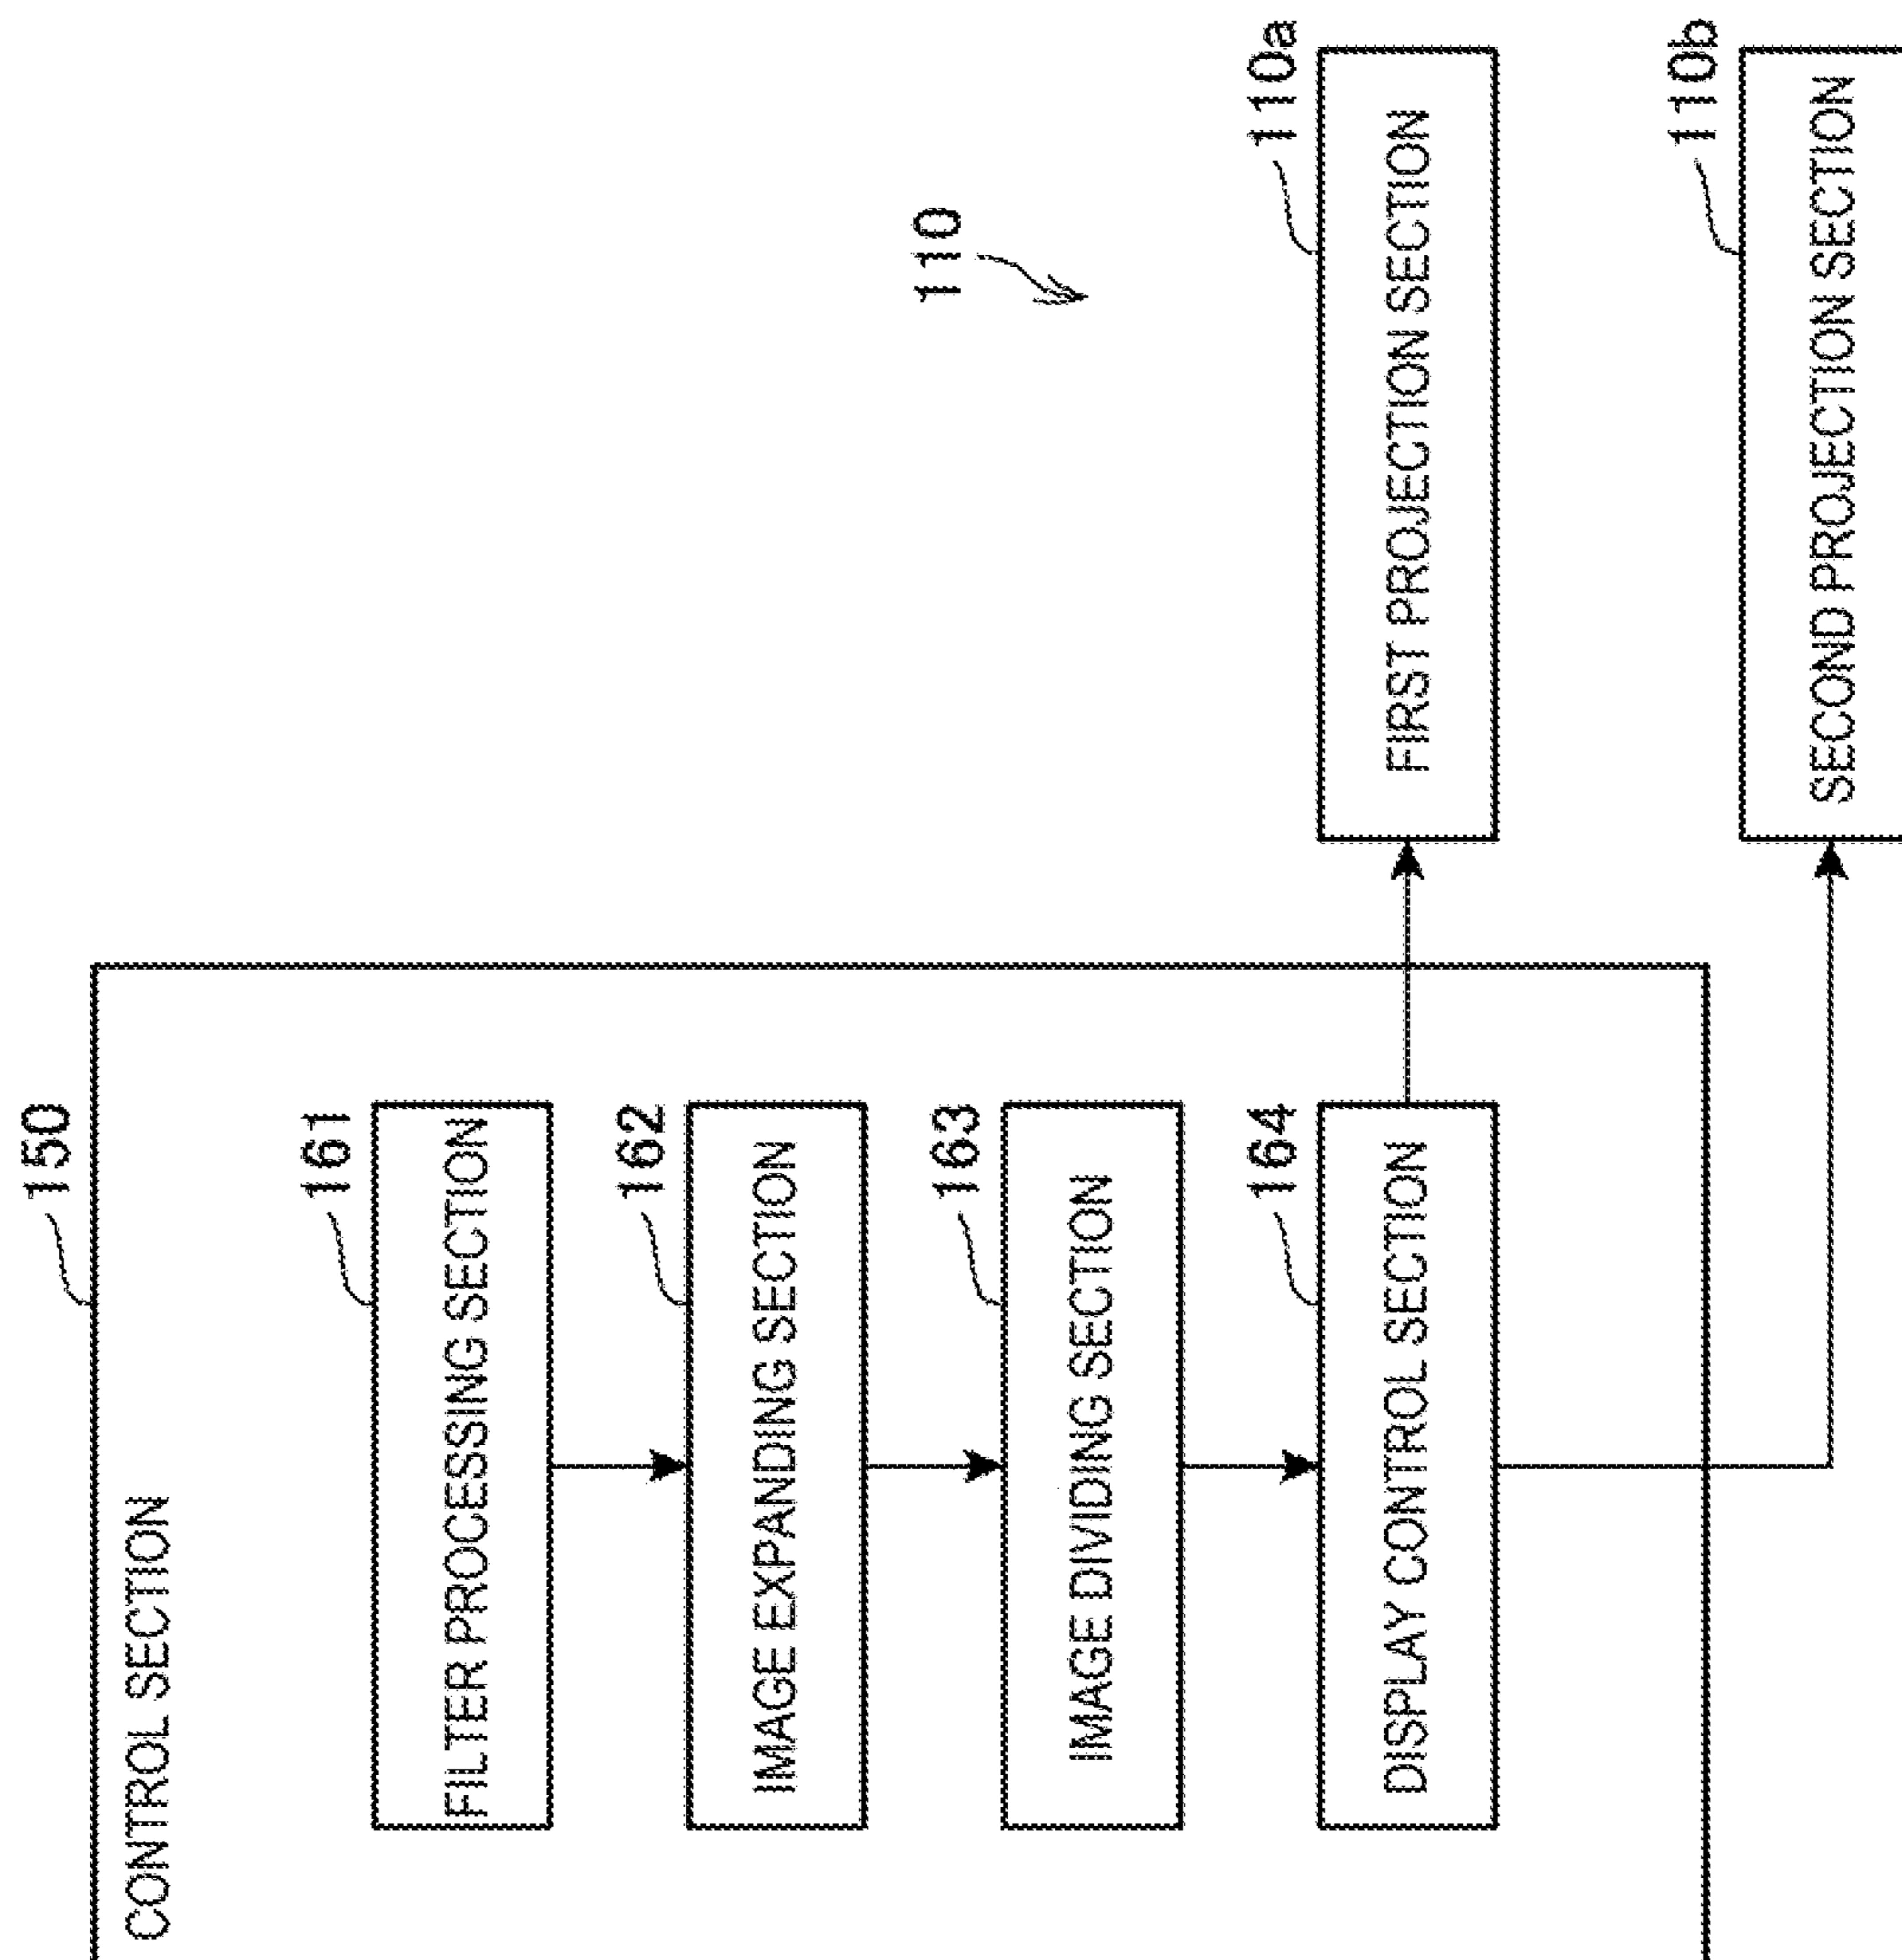 150
CONTROL SECTION
161
FILTER PROCESSING SECTION
162
IMAGE EXPANDING SECTION
163
IMAGE DIVIDING SECTION
164
DISPLAY CONTROL SECTION
110
110a
FIRST PROJECTION SECTION
110b
SECOND PROJECTION SECTION